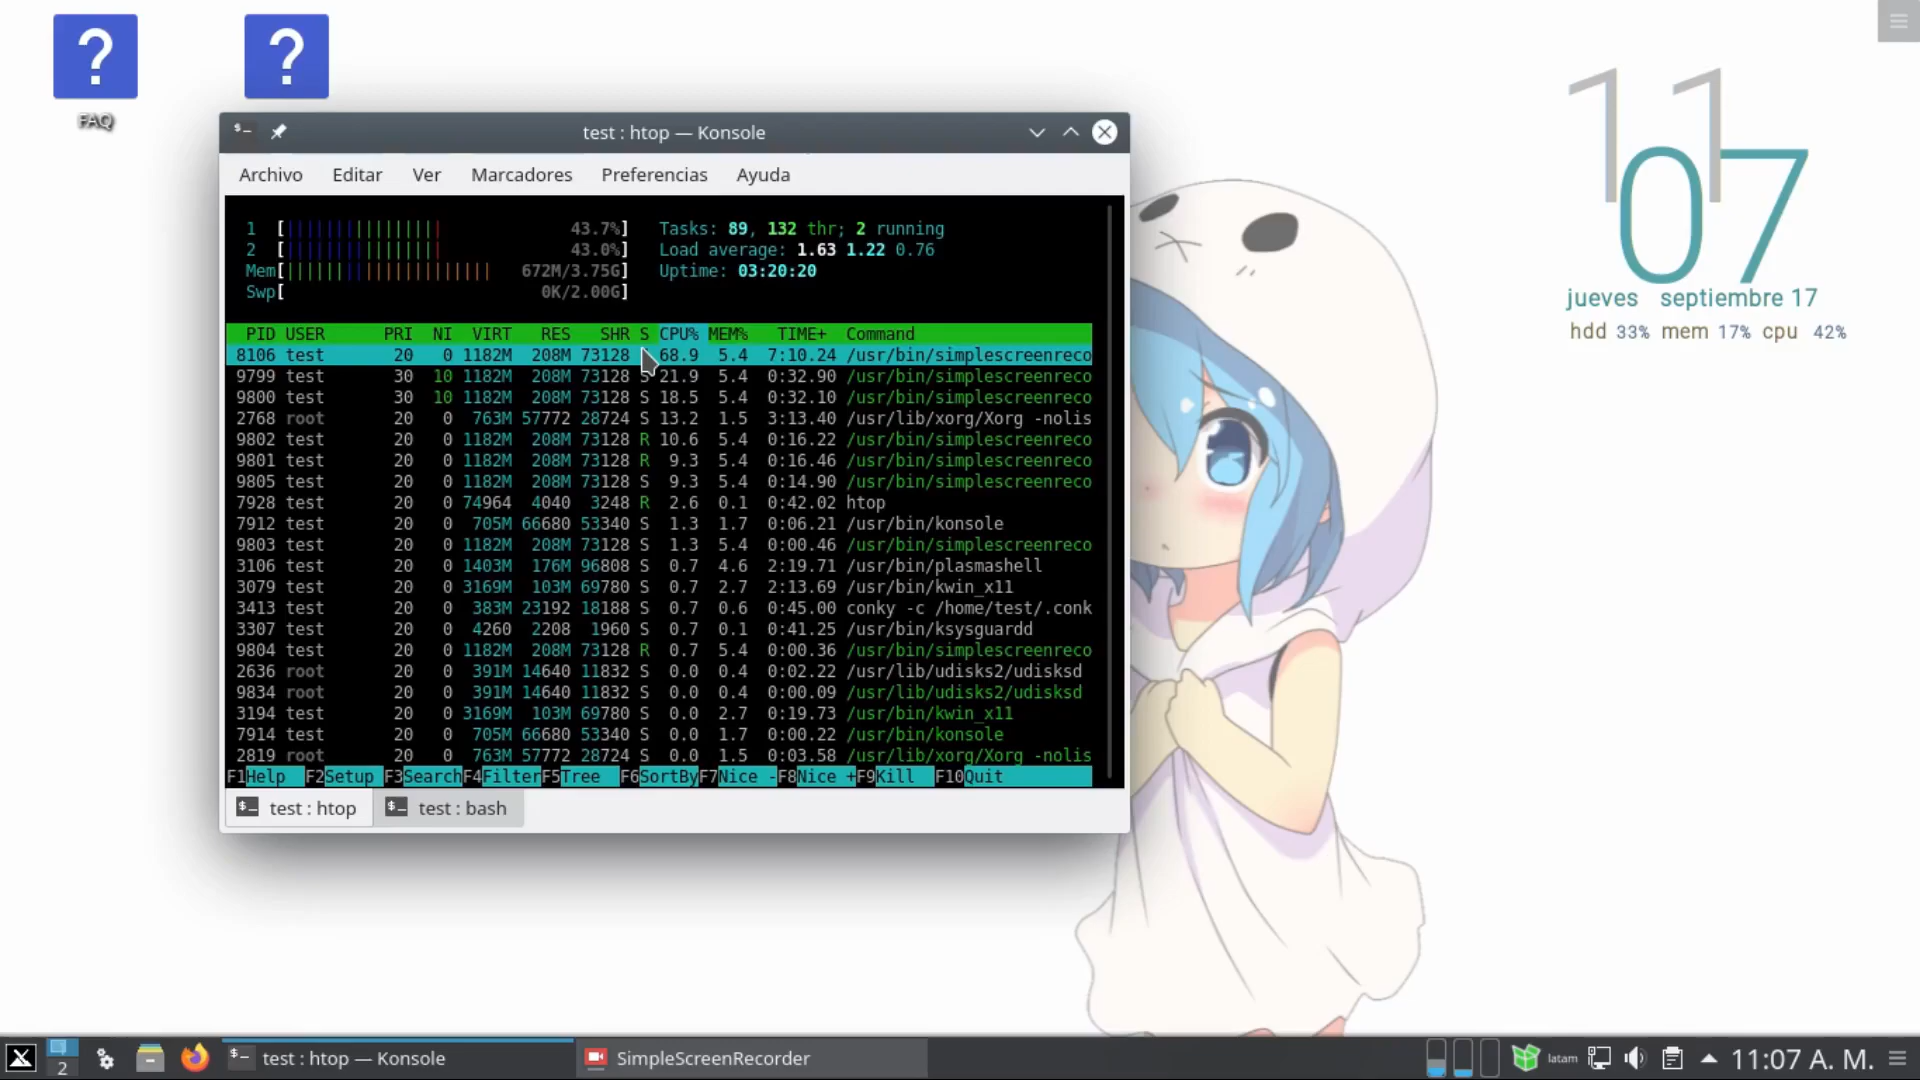 ?
?
FAQ
test : htop — Konsole
Archivo Editar Ver Marcadores Preferencias Ayuda
1 [|||||||||||||||| 43.7%] Tasks: 89, 132 thr; 2 running
2 [|||||||||||||||| 43.0%] Load average: 1.63 1.22 0.76
Mem[||||||||||||||||||||| 672M/3.75G] Uptime: 03:20:20
Swp[ 0K/2.00G]
PID USER PRI NI VIRT RES SHR S CPU% MEM% TIME+ Command
8106 test 20 0 1182M 208M 73128 68.9 5.4 7:10.24 /usr/bin/simplescreenreco
9799 test 30 10 1182M 208M 73128 S 21.9 5.4 0:32.90 /usr/bin/simplescreenreco
9800 test 30 10 1182M 208M 73128 S 18.5 5.4 0:32.10 /usr/bin/simplescreenreco
2768 root 20 0 763M 57772 28724 S 13.2 1.5 3:13.40 /usr/lib/xorg/Xorg -nolis
9802 test 20 0 1182M 208M 73128 R 10.6 5.4 0:16.22 /usr/bin/simplescreenreco
9801 test 20 0 1182M 208M 73128 R 9.3 5.4 0:16.46 /usr/bin/simplescreenreco
9805 test 20 0 1182M 208M 73128 S 9.3 5.4 0:14.90 /usr/bin/simplescreenreco
7928 test 20 0 74964 4040 3248 R 2.6 0.1 0:42.02 htop
7912 test 20 0 705M 66680 53340 S 1.3 1.7 0:06.21 /usr/bin/konsole
9803 test 20 0 1182M 208M 73128 S 1.3 5.4 0:00.46 /usr/bin/simplescreenreco
3106 test 20 0 1403M 176M 96808 S 0.7 4.6 2:19.71 /usr/bin/plasmashell
3079 test 20 0 3169M 103M 69780 S 0.7 2.7 2:13.69 /usr/bin/kwin_x11
3413 test 20 0 383M 23192 18188 S 0.7 0.6 0:45.00 conky -c /home/test/.conk
3307 test 20 0 4260 2208 1960 S 0.7 0.1 0:41.25 /usr/bin/ksysguardd
9804 test 20 0 1182M 208M 73128 R 0.7 5.4 0:00.36 /usr/bin/simplescreenreco
2636 root 20 0 391M 14640 11832 S 0.0 0.4 0:02.22 /usr/lib/udisks2/udisksd
9834 root 20 0 391M 14640 11832 S 0.0 0.4 0:00.09 /usr/lib/udisks2/udisksd
3194 test 20 0 3169M 103M 69780 S 0.0 2.7 0:19.73 /usr/bin/kwin_x11
7914 test 20 0 705M 66680 53340 S 0.0 1.7 0:00.22 /usr/bin/konsole
2819 root 20 0 763M 57772 28724 S 0.0 1.5 0:03.58 /usr/lib/xorg/Xorg -nolis
F1Help F2Setup F3SearchF4FilterF5Tree F6SortByF7Nice -F8Nice +F9Kill F10Quit
test : htop test : bash
11
07
jueves septiembre 17
hdd 33% mem 17% cpu 42%
2 test : htop — Konsole SimpleScreenRecorder latam 11:07 A. M.